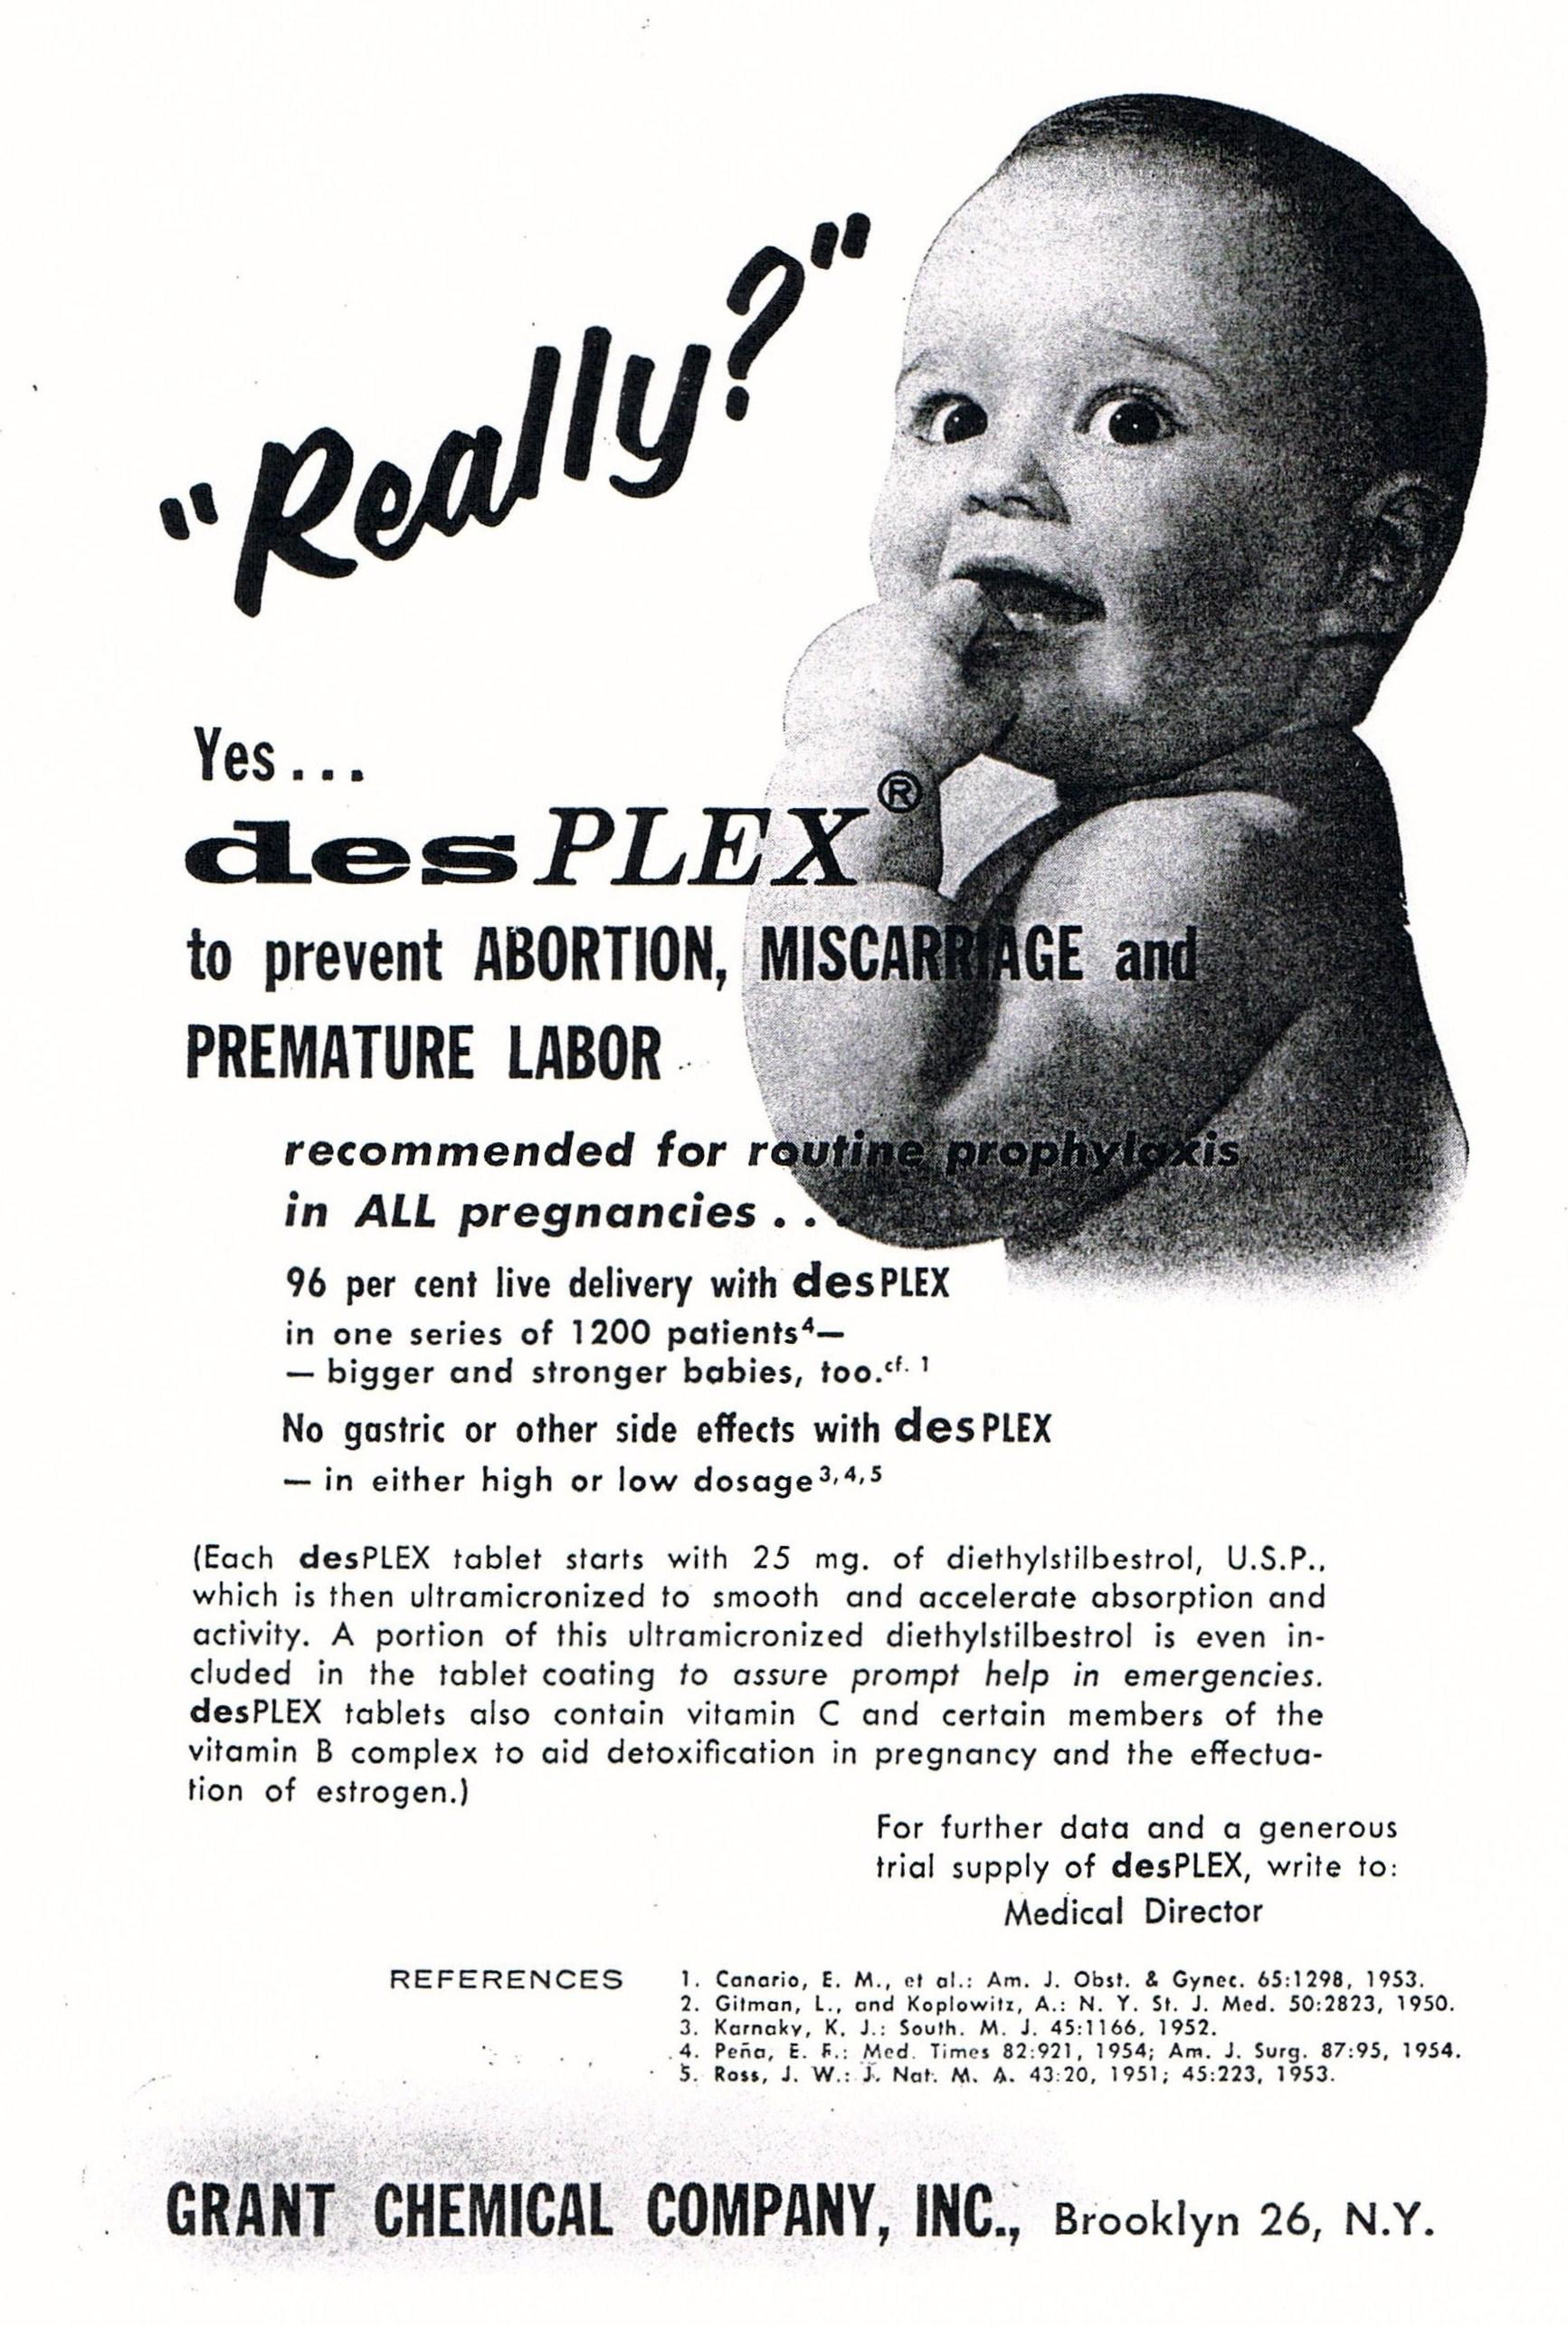 "Really?"
Yes...
desPLEX®
to prevent ABORTION, MISCARRIAGE and
PREMATURE LABOR
recommended for routine prophylaxis
in ALL pregnancies . . .
96 per cent live delivery with desPLEX
in one series of 1200 patients⁴—
— bigger and stronger babies, too.cf. 1
No gastric or other side effects with desPLEX
— in either high or low dosage³,⁴,⁵
(Each desPLEX tablet starts with 25 mg. of diethylstilbestrol, U.S.P.,
which is then ultramicronized to smooth and accelerate absorption and
activity. A portion of this ultramicronized diethylstilbestrol is even in-
cluded in the tablet coating to assure prompt help in emergencies.
desPLEX tablets also contain vitamin C and certain members of the
vitamin B complex to aid detoxification in pregnancy and the effectua-
tion of estrogen.)
For further data and a generous
trial supply of desPLEX, write to:
Medical Director
REFERENCES
1. Canario, E. M., et al.: Am. J. Obst. & Gynec. 65:1298, 1953.
2. Gitman, L., and Koplowitz, A.: N. Y. St. J. Med. 50:2823, 1950.
3. Karnaky, K. J.: South. M. J. 45:1166, 1952.
4. Peña, E. F.: Med. Times 82:921, 1954; Am. J. Surg. 87:95, 1954.
5. Ross, J. W.: J. Nat. M. A. 43:20, 1951; 45:223, 1953.
GRANT CHEMICAL COMPANY, INC., Brooklyn 26, N.Y.